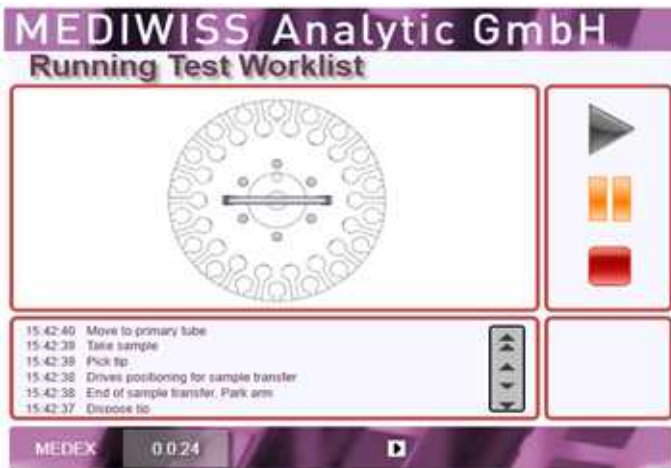 MEDIWISS Analytic GmbH
Running Test Worklist
15:42:40 Move to primary tube
15:42:39 Take sample
15:42:39 Pick tip
15:42:38 Drives positioning for sample transfer
15:42:38 End of sample transfer. Park arm
15:42:37 Dispose tip
MEDEX 0.0.24